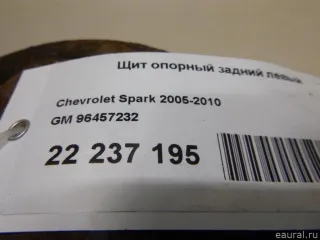 Щит опорный задний левый
Chevrolet Spark 2005-2010
GM 96457232
22 237 195
eaural.ru